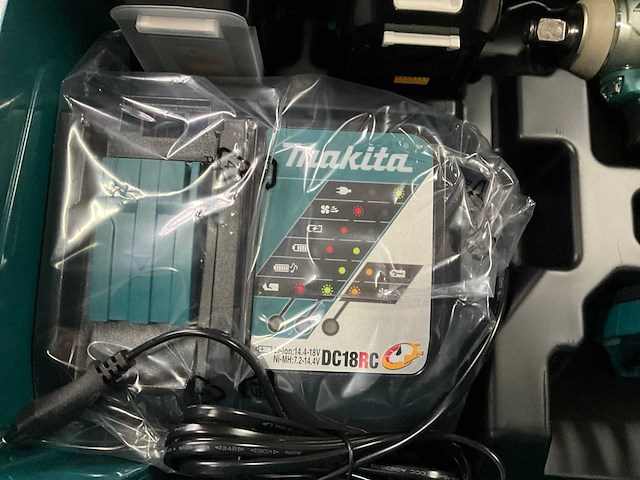 makita
Li-ion:14.4-18V
Ni-MH:7.2-14.4V
DC18RC